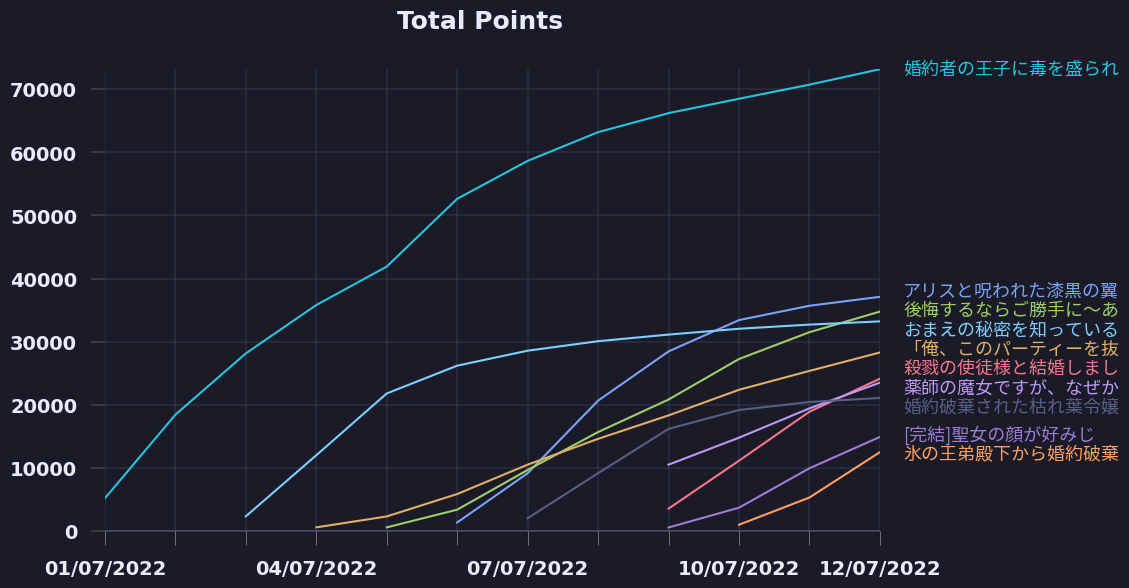 Total Points
70000
60000
50000
40000
30000
20000
10000
0
01/07/2022
04/07/2022
07/07/2022
10/07/2022
12/07/2022
婚約者の王子に毒を盛られ
アリスと呪われた漆黒の翼
後悔するならご勝手に～あ
おまえの秘密を知っている
「俺、このパーティーを抜
殺戮の使徒様と結婚しまし
薬師の魔女ですが、なぜか
婚約破棄された枯れ葉令嬢
[完結]聖女の顔が好みじ
氷の王弟殿下から婚約破棄